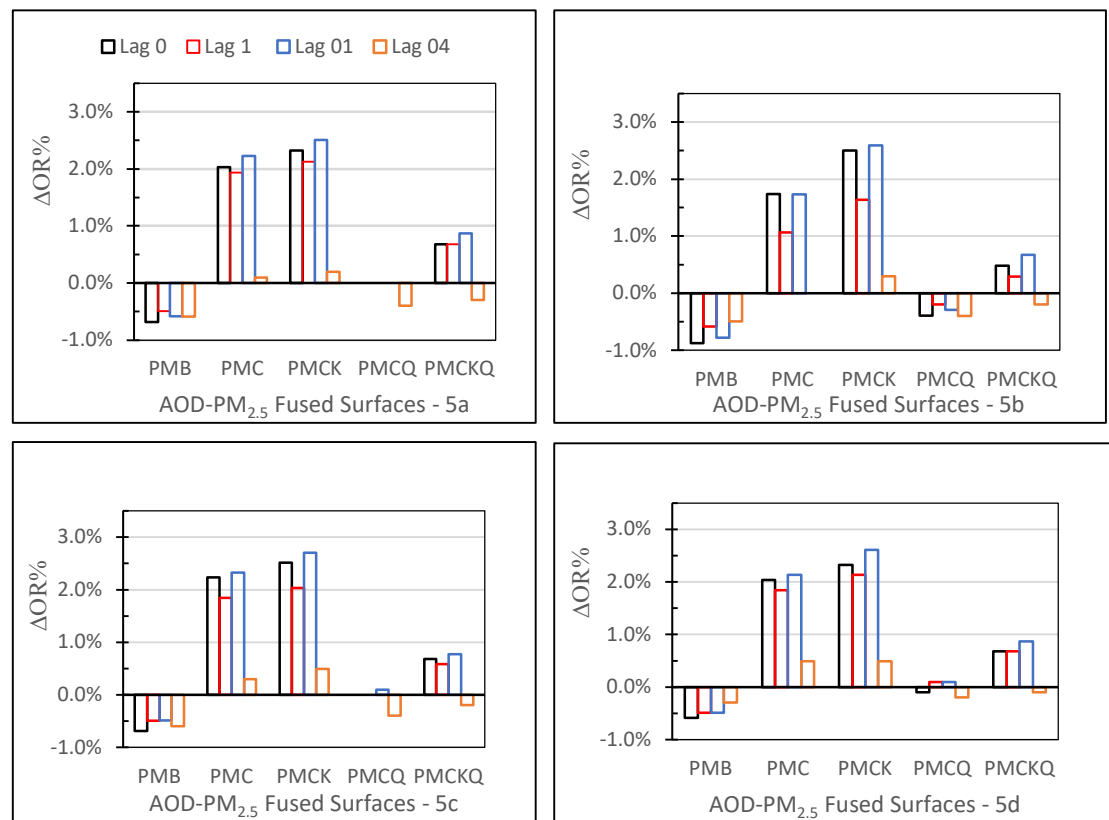 Lag 0 Lag 1 Lag 01 Lag 04
3.0%
2.0%
1.0%
0.0%
-1.0%
ΔOR%
PMB PMC PMCK PMCQ PMCKQ
AOD-PM2.5 Fused Surfaces - 5a
3.0%
2.0%
1.0%
0.0%
-1.0%
ΔOR%
PMB PMC PMCK PMCQ PMCKQ
AOD-PM2.5 Fused Surfaces - 5b
3.0%
2.0%
1.0%
0.0%
-1.0%
ΔOR%
PMB PMC PMCK PMCQ PMCKQ
AOD-PM2.5 Fused Surfaces - 5c
3.0%
2.0%
1.0%
0.0%
-1.0%
ΔOR%
PMB PMC PMCK PMCQ PMCKQ
AOD-PM2.5 Fused Surfaces - 5d